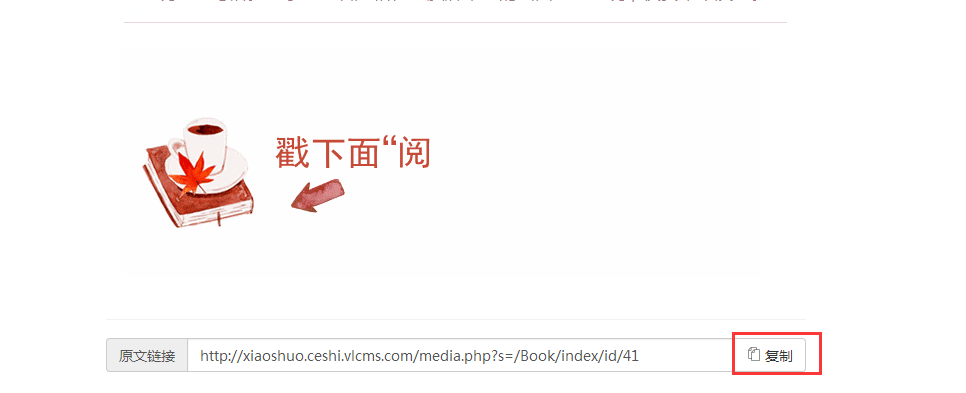 戳下面“阅
原文链接 http://xiaoshuo.ceshi.vlcms.com/media.php?s=/Book/index/id/41 复制